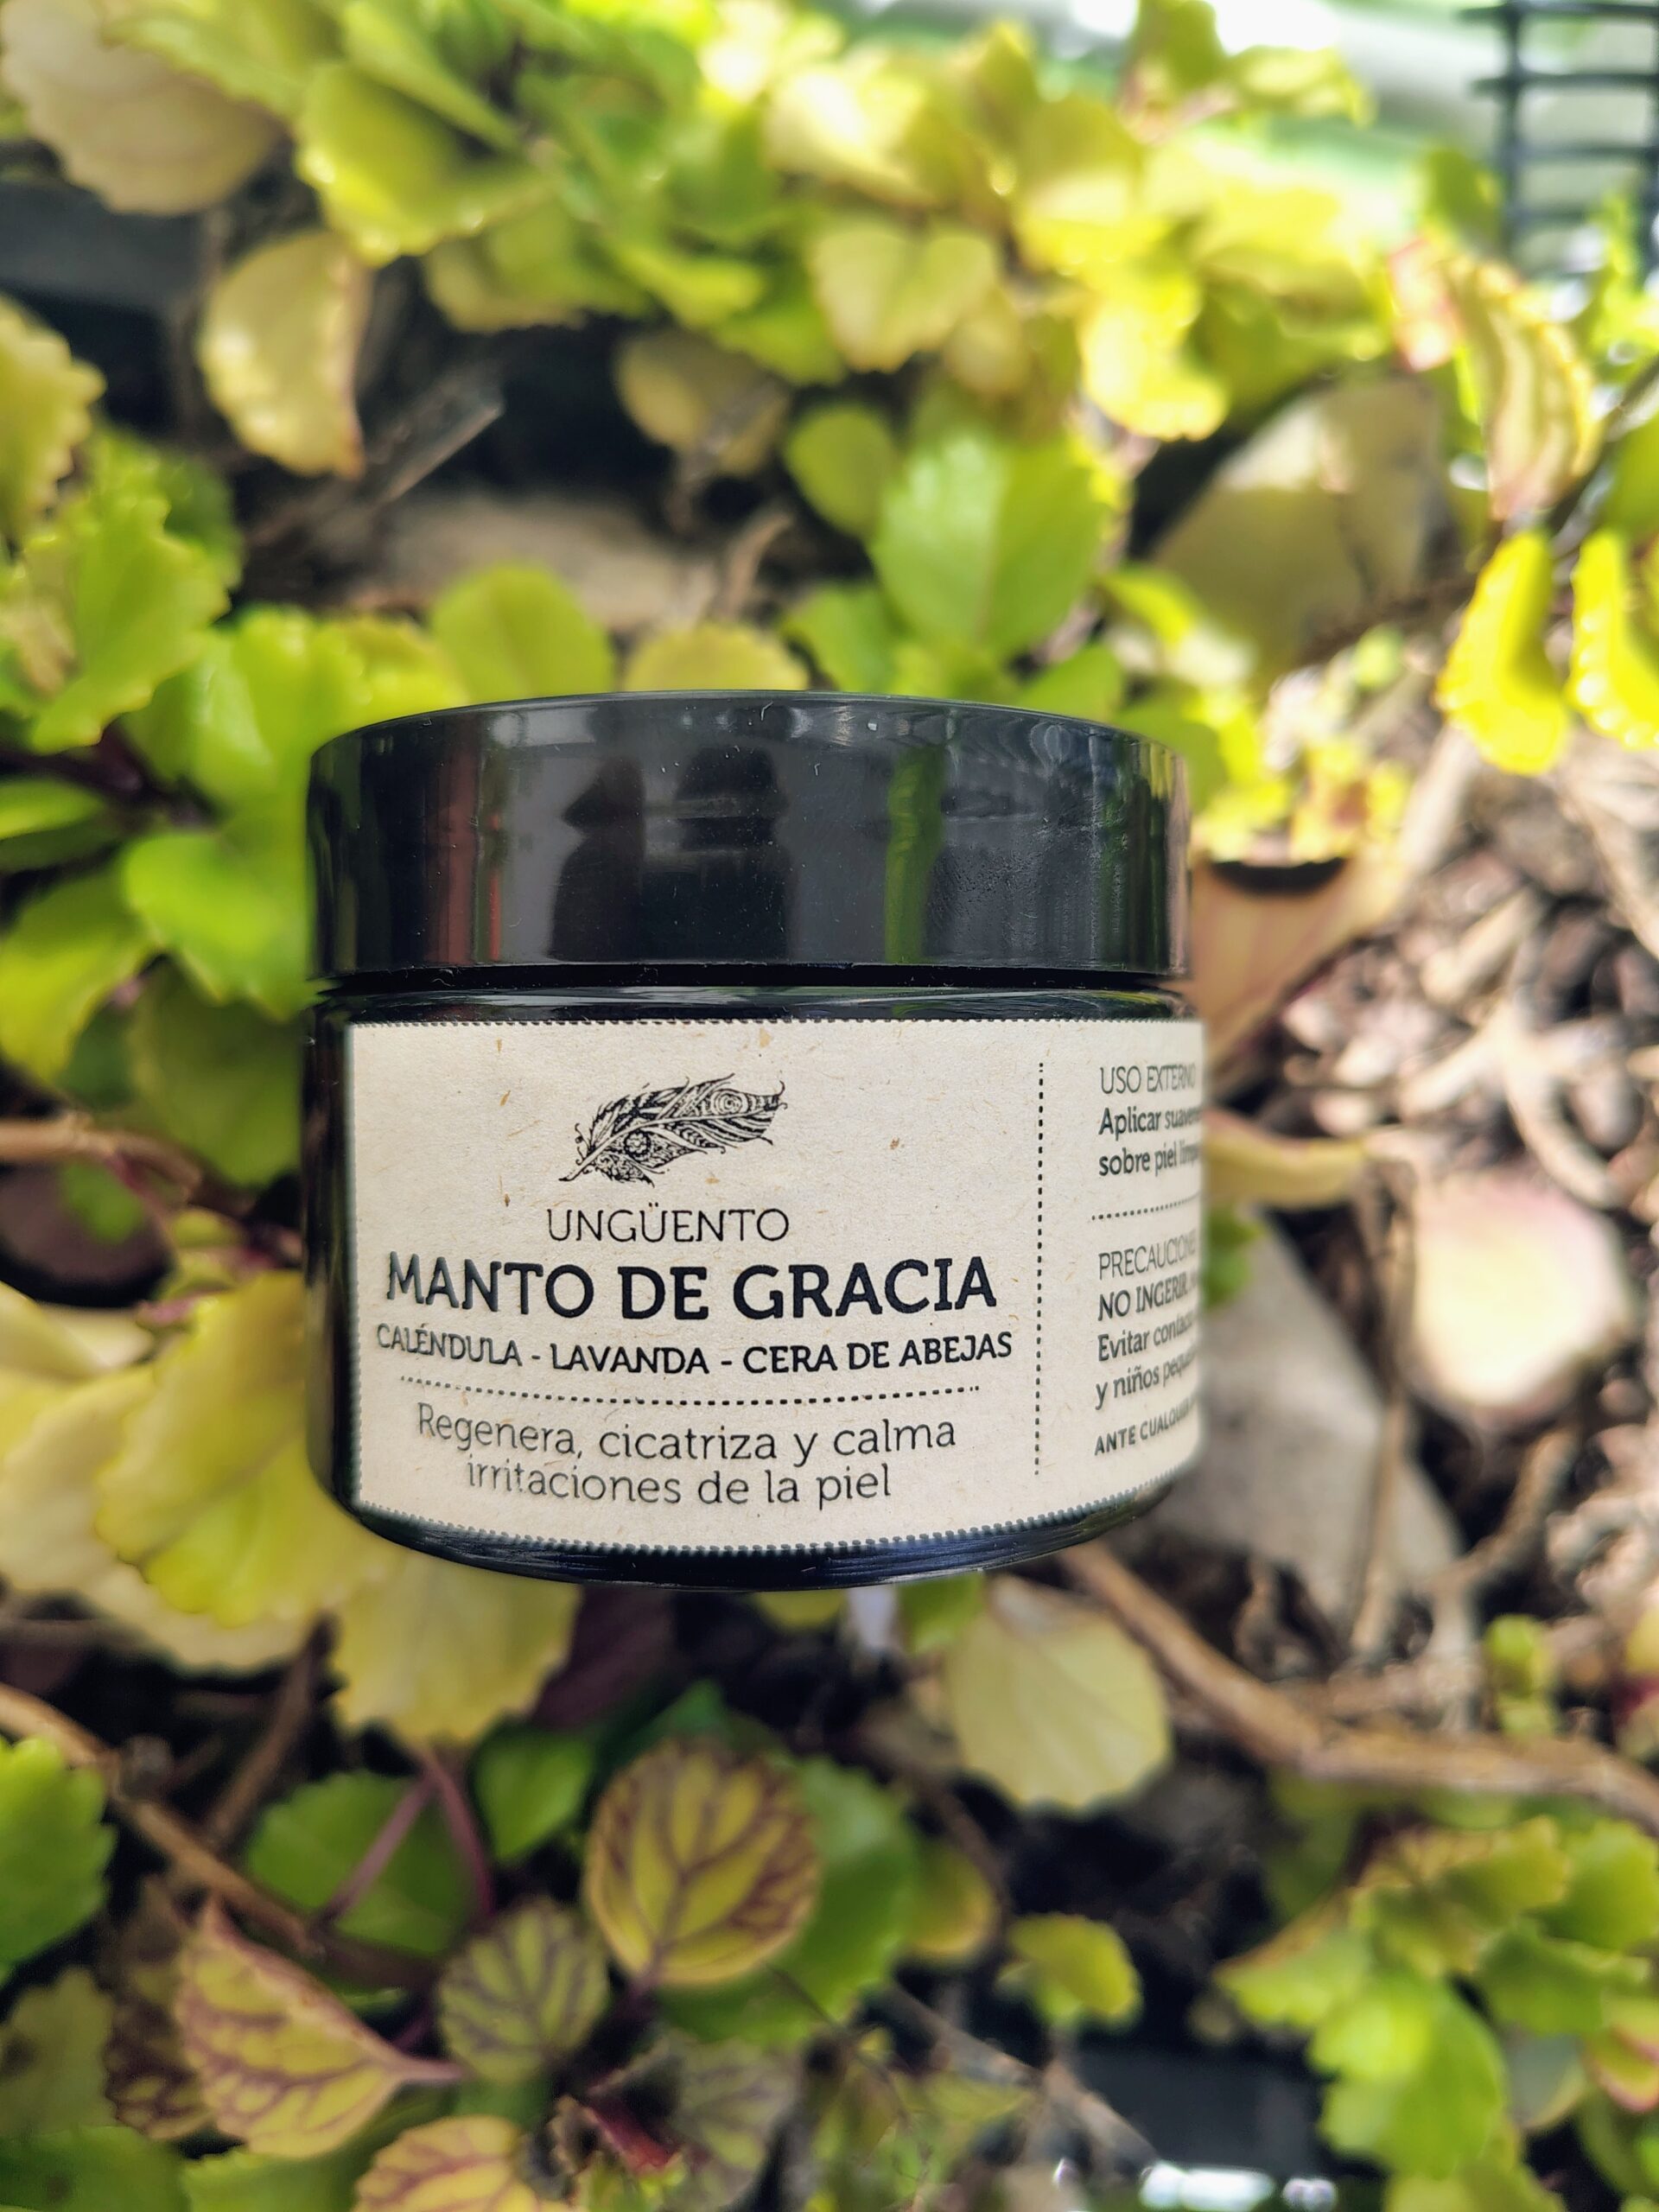 UNGÜENTO
MANTO DE GRACIA
CALÉNDULA - LAVANDA - CERA DE ABEJAS
Regenera, cicatriza y calma
irritaciones de la piel
USO EXTERNO
Aplicar
sobre piel
NO INGERIR.
Evitar
y niños
ANTE